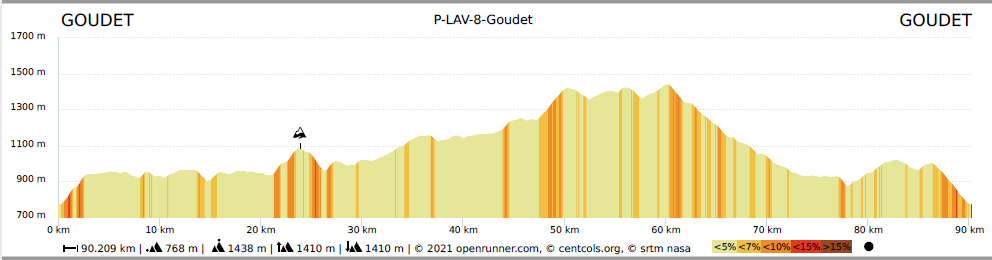 GOUDET P-LAV-8-Goudet GOUDET
1700 m
1500 m
1300 m
1100 m
900 m
700 m
0 km 10 km 20 km 30 km 40 km 50 km 60 km 70 km 80 km 90 km
90.209 km | 768 m | 1438 m | 1410 m | 1410 m | © 2021 openrunner.com, © centcols.org, © srtm nasa <5% <7% <10% <15% >15%